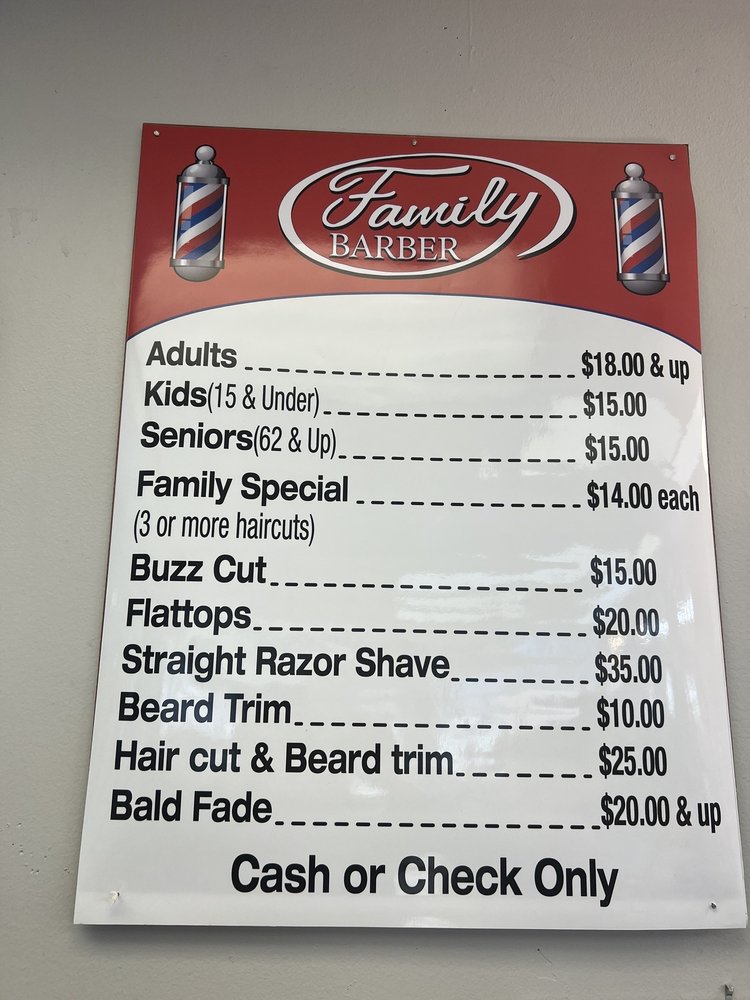 Family
BARBER
Adults $18.00 & up
Kids(15 & Under) $15.00
Seniors(62 & Up) $15.00
Family Special $14.00 each
(3 or more haircuts)
Buzz Cut $15.00
Flattops $20.00
Straight Razor Shave $35.00
Beard Trim $10.00
Hair cut & Beard trim $25.00
Bald Fade $20.00 & up
Cash or Check Only